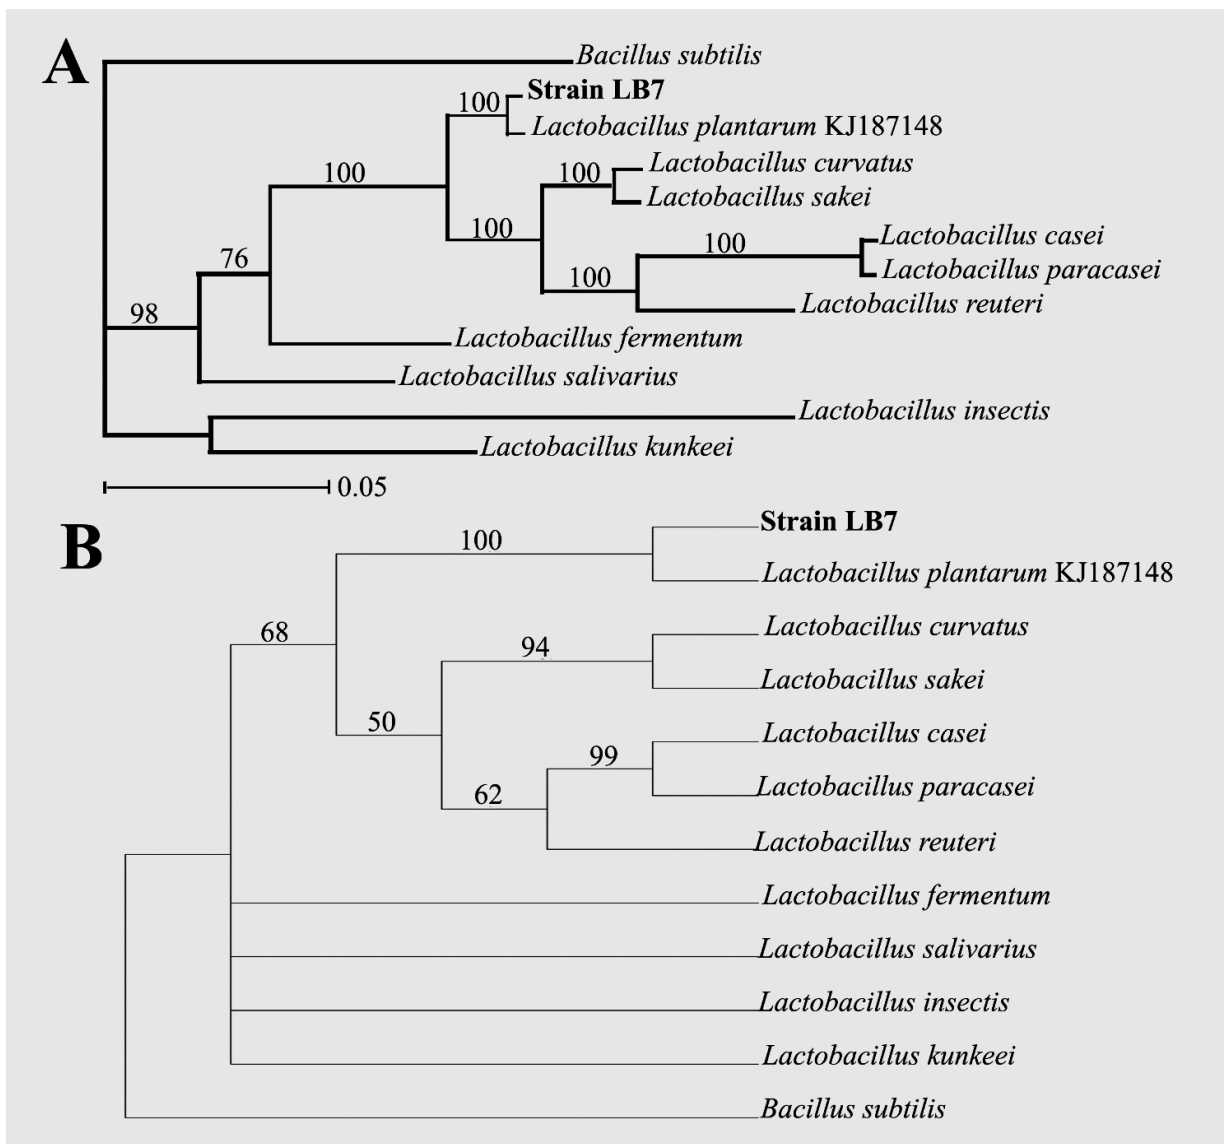 A
Bacillus subtilis
Strain LB7
100
Lactobacillus plantarum KJ187148
Lactobacillus curvatus
100
100
Lactobacillus sakei
100
Lactobacillus casei
100
76
Lactobacillus paracasei
100
Lactobacillus reuteri
98
Lactobacillus fermentum
Lactobacillus salivarius
Lactobacillus insectis
Lactobacillus kunkeei
0.05
B
Strain LB7
100
Lactobacillus plantarum KJ187148
68
Lactobacillus curvatus
94
Lactobacillus sakei
50
Lactobacillus casei
99
62
Lactobacillus paracasei
Lactobacillus reuteri
Lactobacillus fermentum
Lactobacillus salivarius
Lactobacillus insectis
Lactobacillus kunkeei
Bacillus subtilis